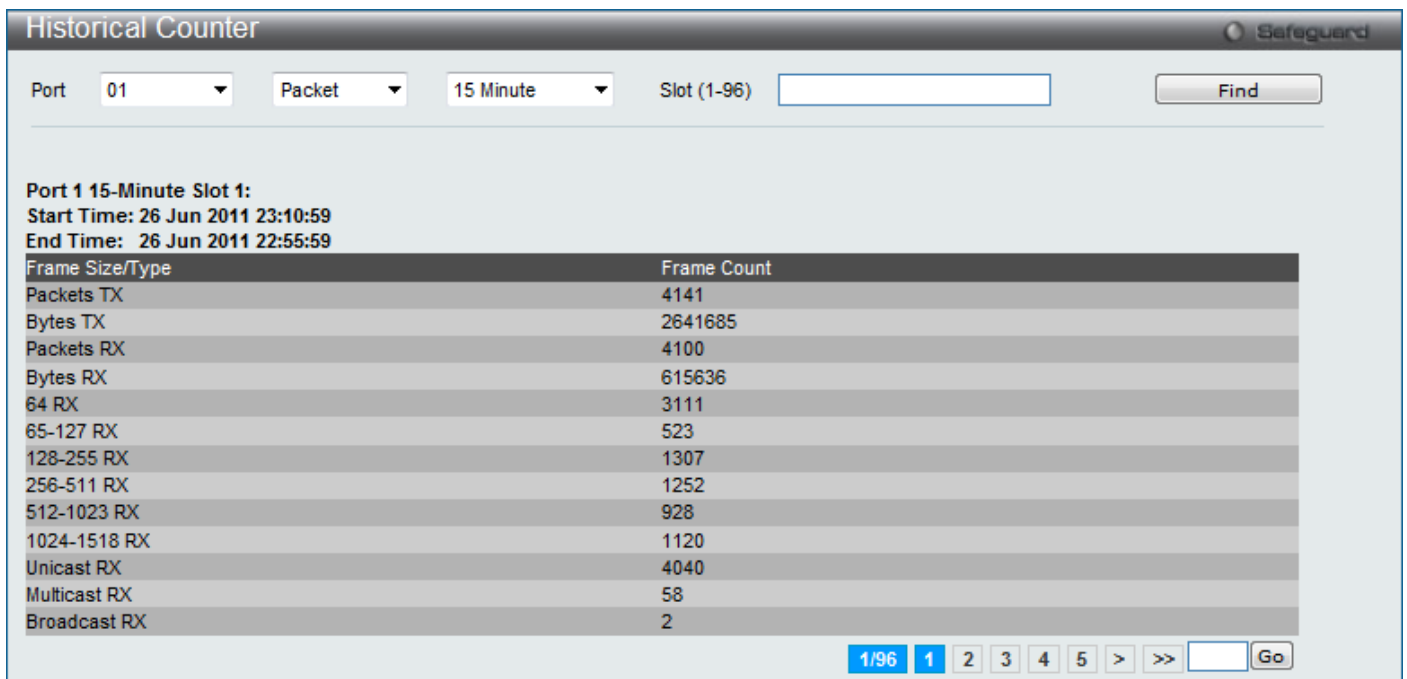 Historical Counter Safeguard
Port 01 Packet 15 Minute Slot (1-96) Find
Port 1 15-Minute Slot 1:
Start Time: 26 Jun 2011 23:10:59
End Time: 26 Jun 2011 22:55:59
Frame Size/Type Frame Count
Packets TX 4141
Bytes TX 2641685
Packets RX 4100
Bytes RX 615636
64 RX 3111
65-127 RX 523
128-255 RX 1307
256-511 RX 1252
512-1023 RX 928
1024-1518 RX 1120
Unicast RX 4040
Multicast RX 58
Broadcast RX 2
1/96 1 2 3 4 5 > >> Go